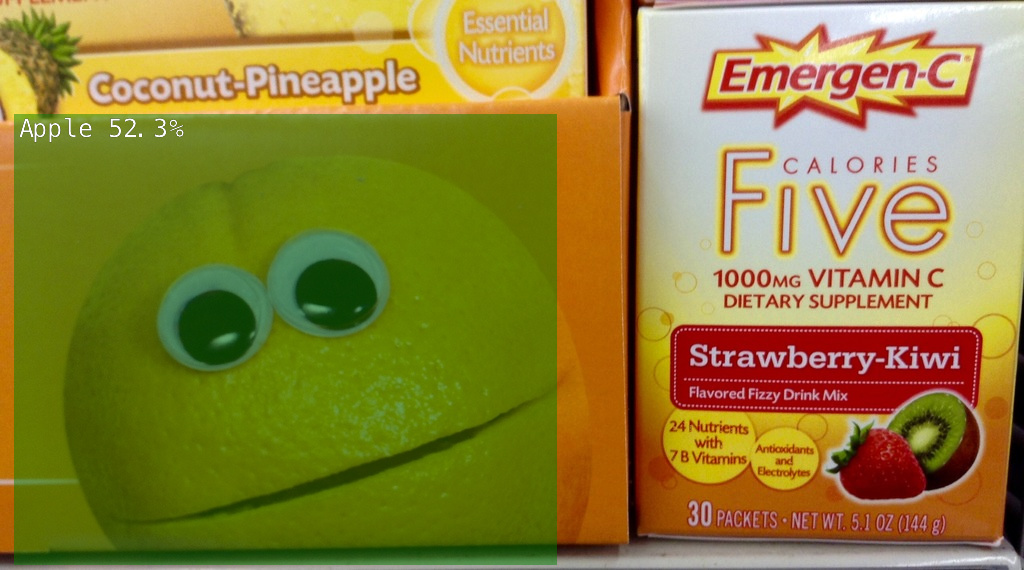 Essential
Nutrients
Coconut-Pineapple
Apple 52.3%
Emergen-C®
CALORIES
Five
1000MG VITAMIN C
DIETARY SUPPLEMENT
Strawberry-Kiwi
Flavored Fizzy Drink Mix
24 Nutrients
with
7 B Vitamins
Antioxidants
and
Electrolytes
30 PACKETS • NET WT. 5.1 OZ (144 g)